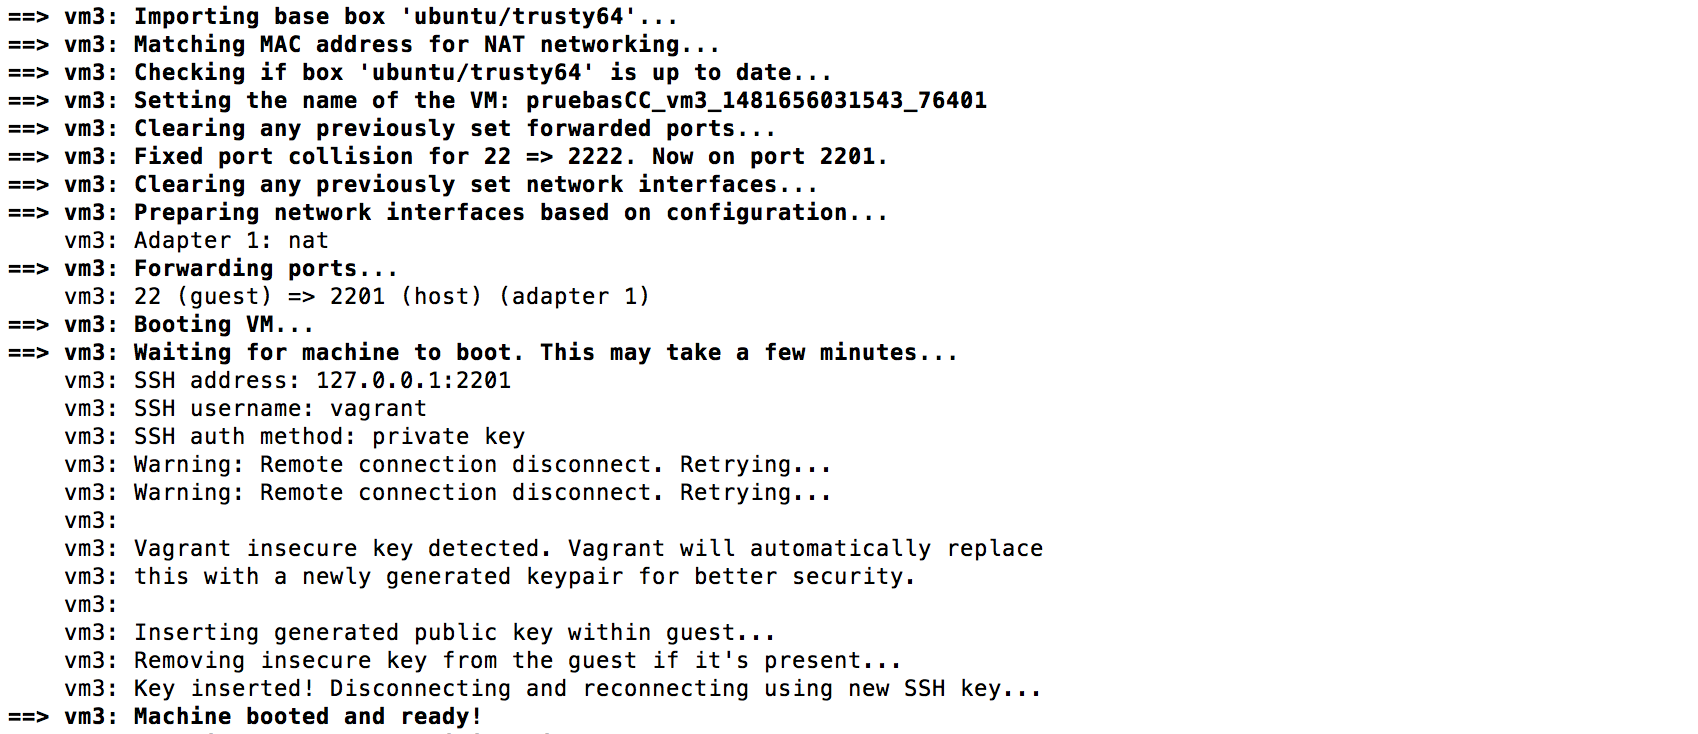 ==> vm3: Importing base box 'ubuntu/trusty64'...
==> vm3: Matching MAC address for NAT networking...
==> vm3: Checking if box 'ubuntu/trusty64' is up to date...
==> vm3: Setting the name of the VM: pruebasCC_vm3_1481656031543_76401
==> vm3: Clearing any previously set forwarded ports...
==> vm3: Fixed port collision for 22 => 2222. Now on port 2201.
==> vm3: Clearing any previously set network interfaces...
==> vm3: Preparing network interfaces based on configuration...
    vm3: Adapter 1: nat
==> vm3: Forwarding ports...
    vm3: 22 (guest) => 2201 (host) (adapter 1)
==> vm3: Booting VM...
==> vm3: Waiting for machine to boot. This may take a few minutes...
    vm3: SSH address: 127.0.0.1:2201
    vm3: SSH username: vagrant
    vm3: SSH auth method: private key
    vm3: Warning: Remote connection disconnect. Retrying...
    vm3: Warning: Remote connection disconnect. Retrying...
    vm3:
    vm3: Vagrant insecure key detected. Vagrant will automatically replace
    vm3: this with a newly generated keypair for better security.
    vm3:
    vm3: Inserting generated public key within guest...
    vm3: Removing insecure key from the guest if it's present...
    vm3: Key inserted! Disconnecting and reconnecting using new SSH key...
==> vm3: Machine booted and ready!